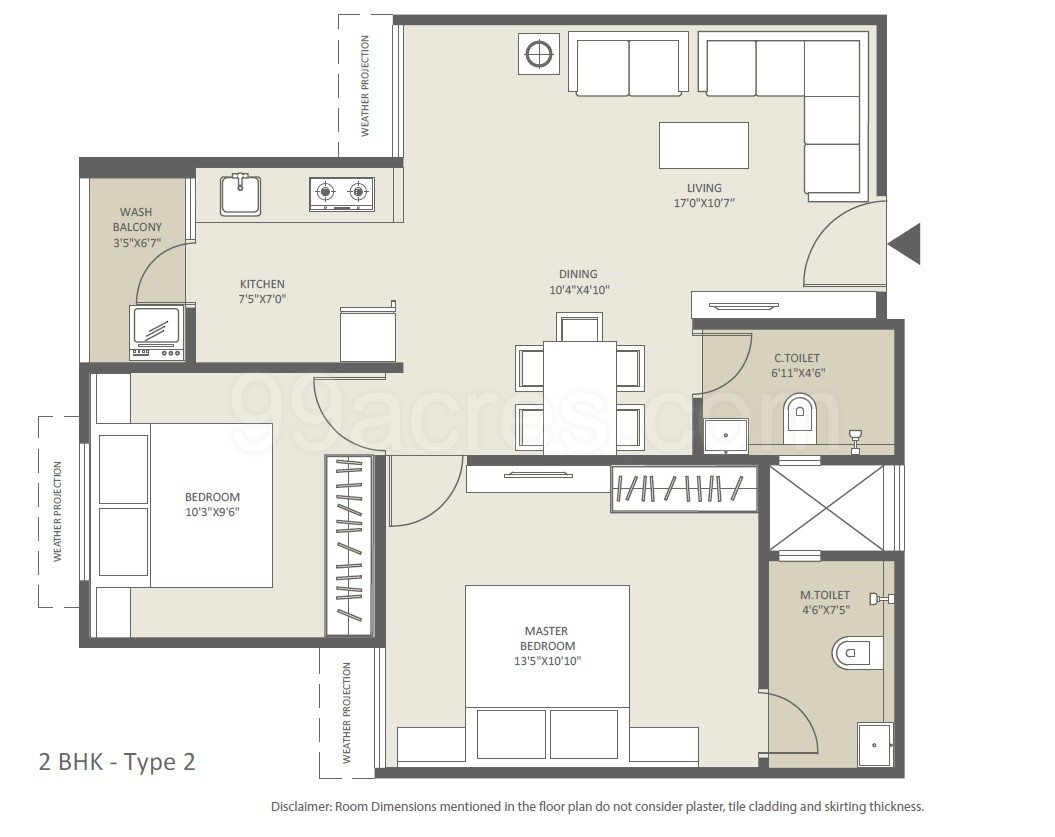 WEATHER PROJECTION
LIVING
17'0"X10'7"
WASH
BALCONY
3'5"X6'7"
KITCHEN
7'5"X7'0"
DINING
10'4"X4'10"
C.TOILET
6'11"X4'6"
99acres.com
WEATHER PROJECTION
BEDROOM
10'3"X9'6"
M.TOILET
4'6"X7'5"
MASTER
BEDROOM
13'5"X10'10"
WEATHER PROJECTION
2 BHK - Type 2
Disclaimer: Room Dimensions mentioned in the floor plan do not consider plaster, tile cladding and skirting thickness.